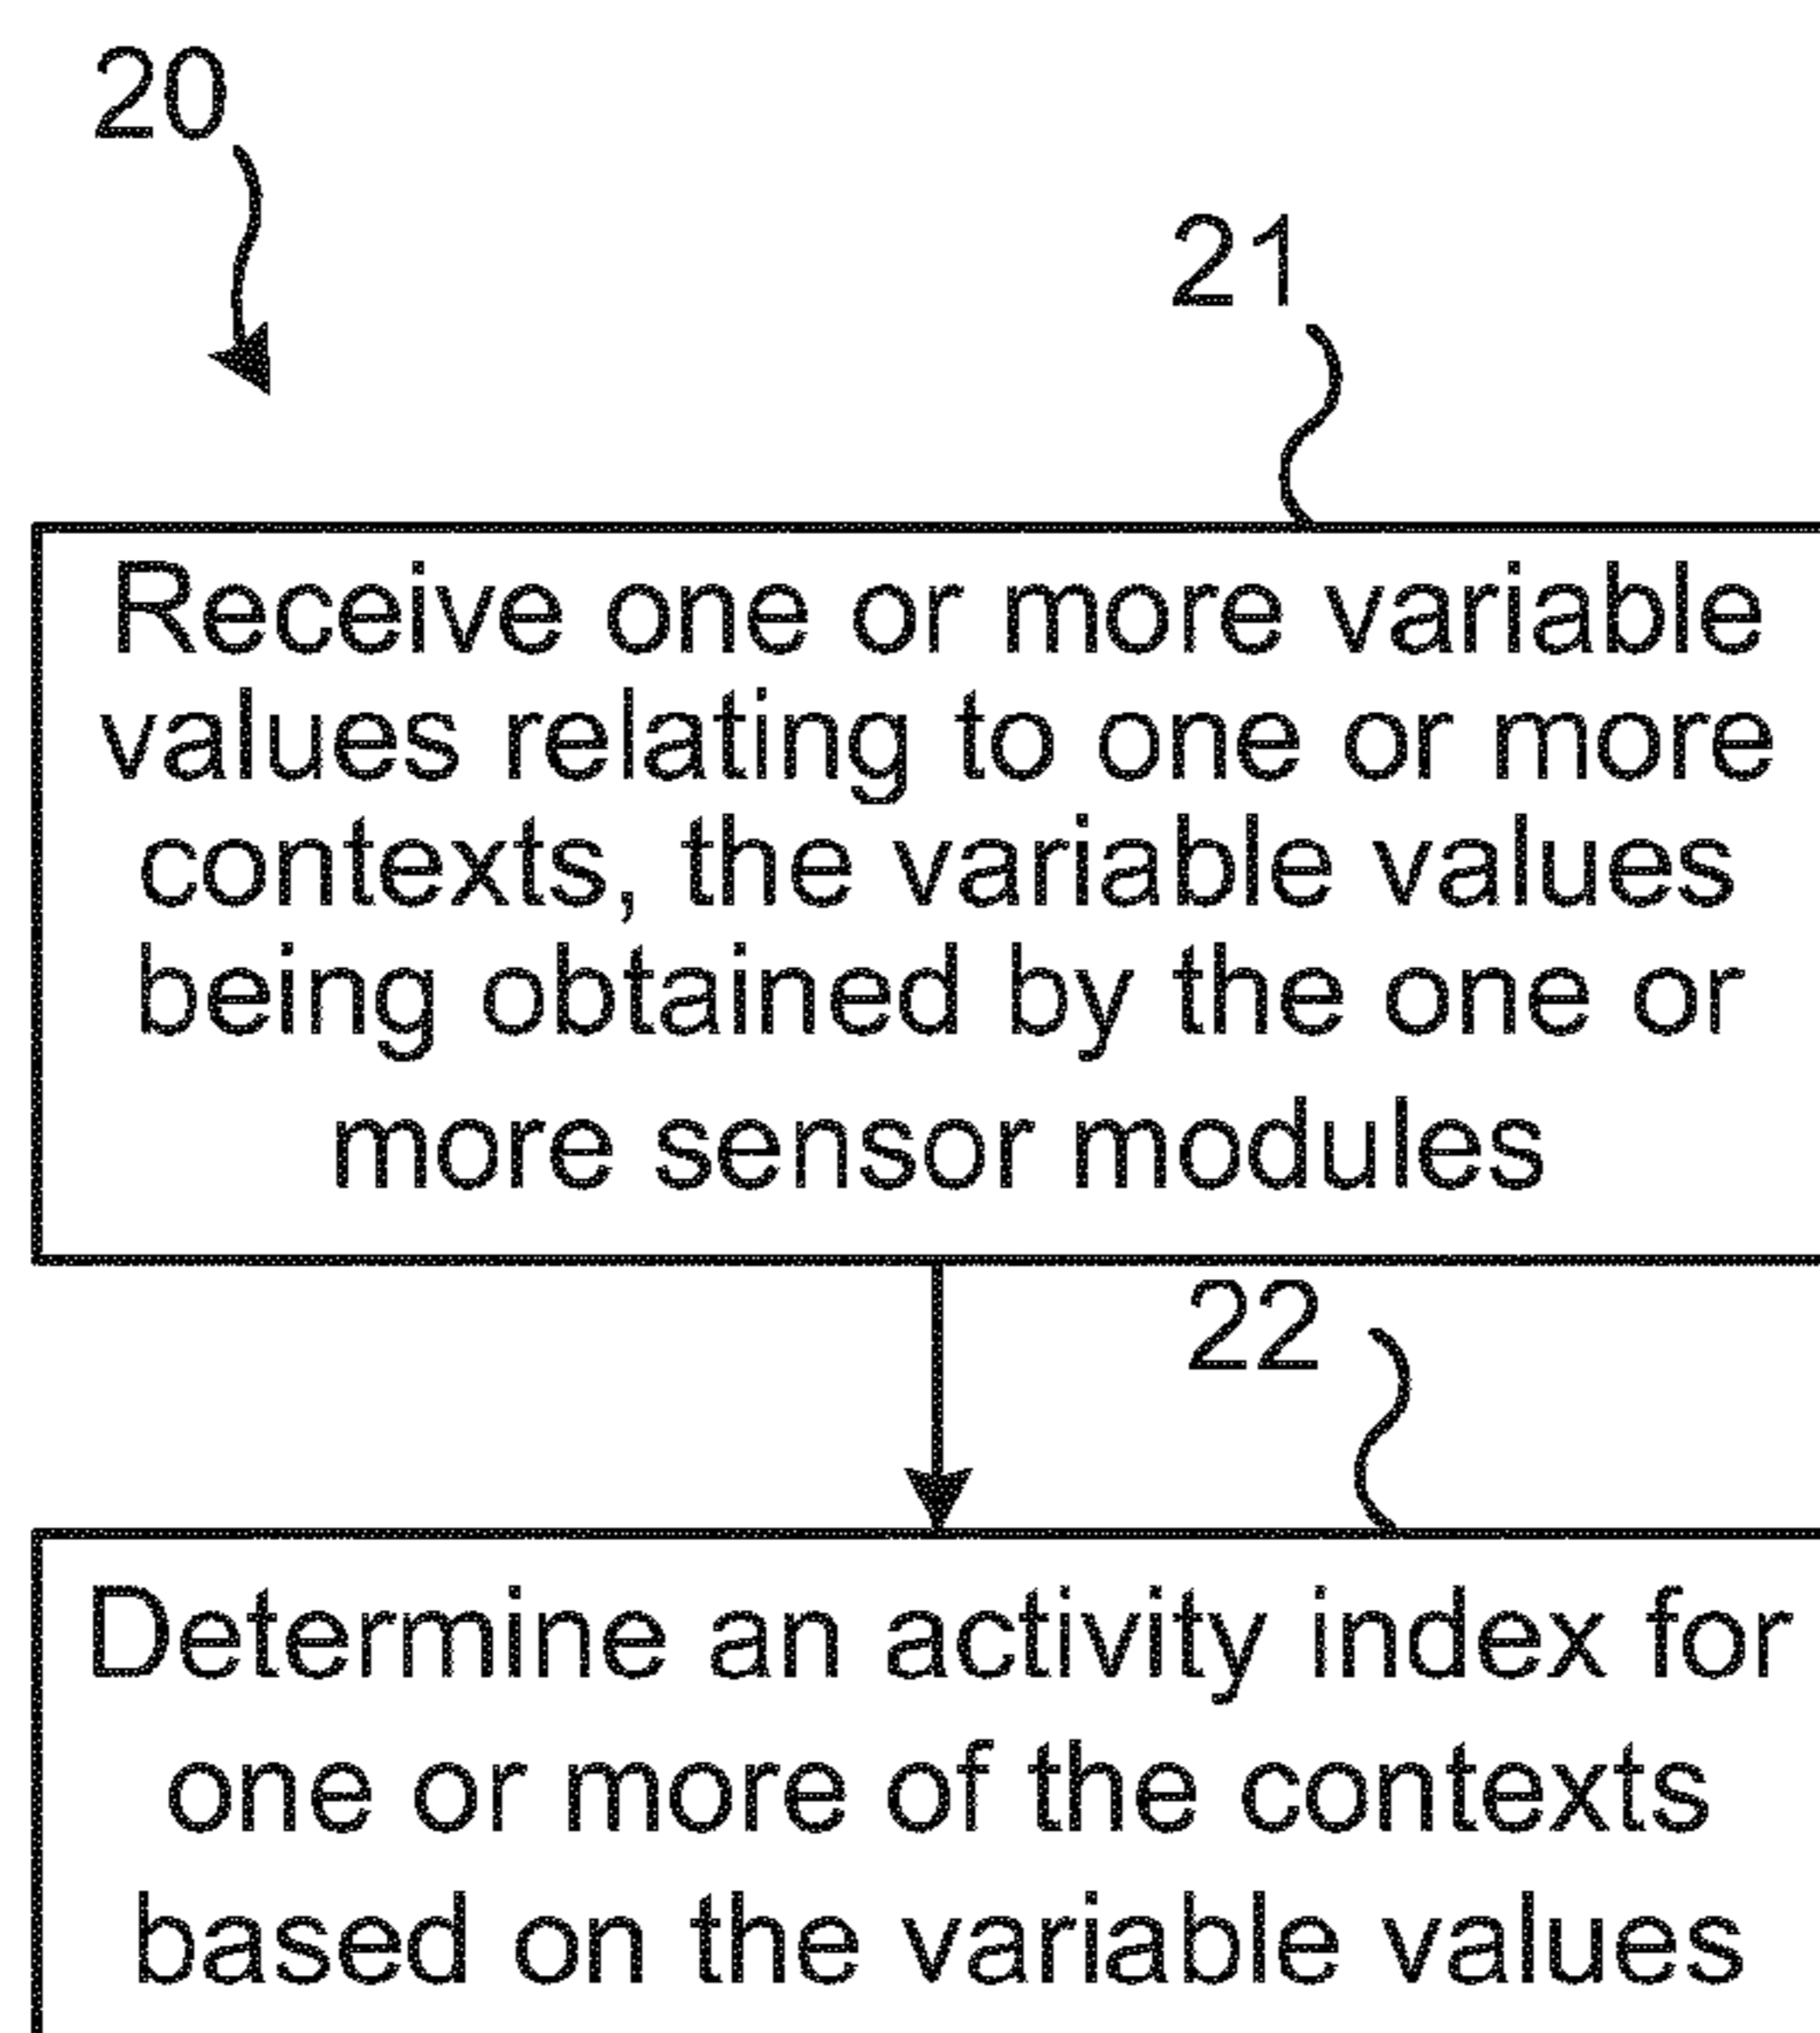 20
21
Receive one or more variable
values relating to one or more
contexts, the variable values
being obtained by the one or
more sensor modules
22
Determine an activity index for
one or more of the contexts
based on the variable values